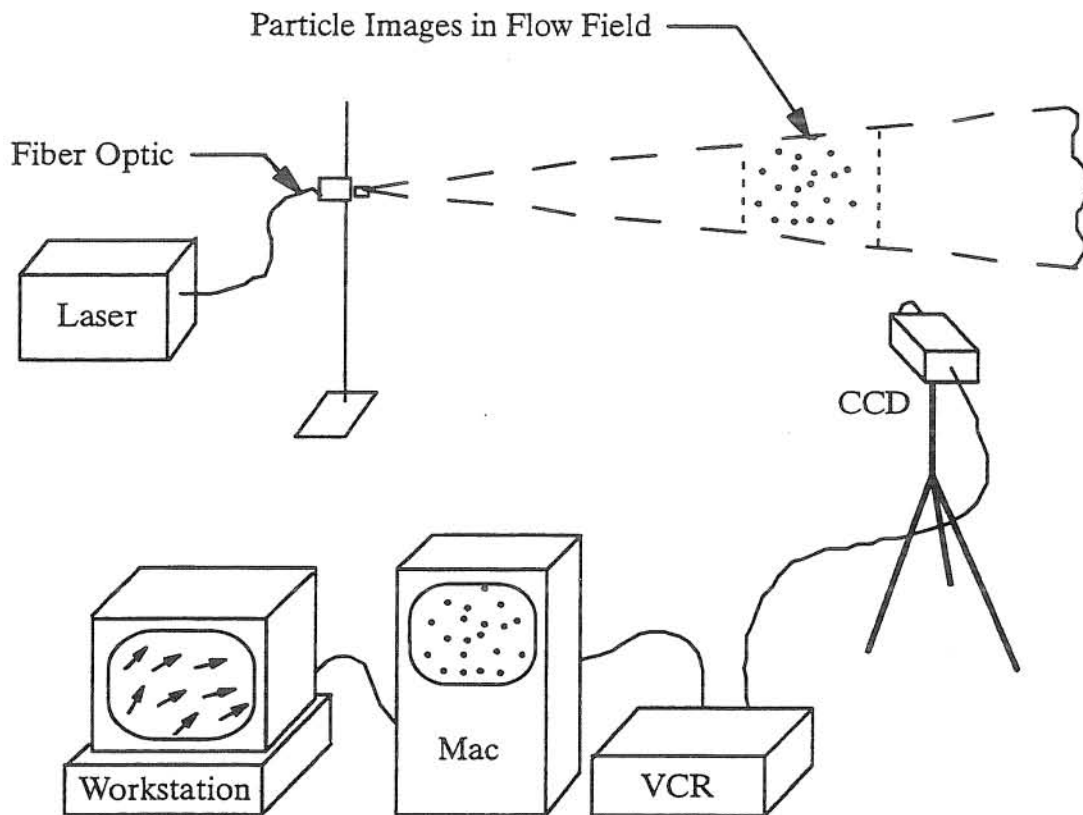 Particle Images in Flow Field
Fiber Optic
Laser
CCD
Workstation
Mac
VCR